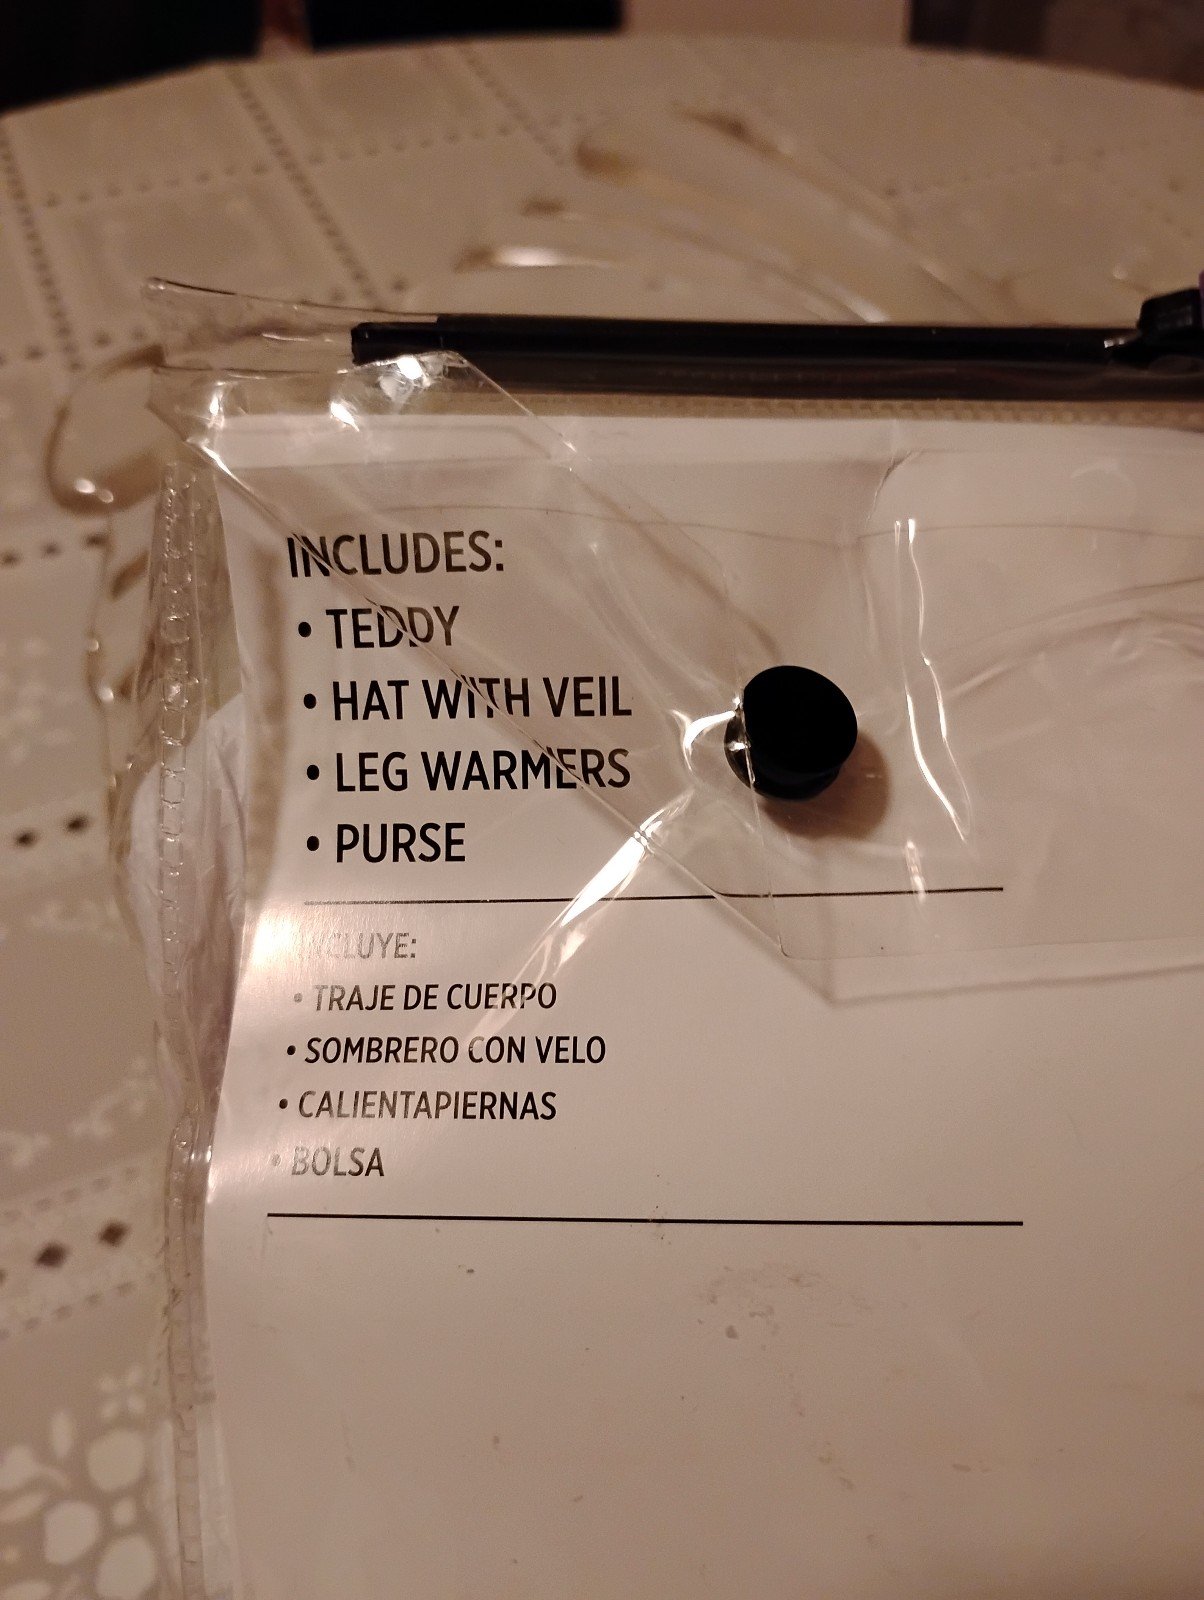 INCLUDES:
• TEDDY
• HAT WITH VEIL
• LEG WARMERS
• PURSE
INCLUYE:
• TRAJE DE CUERPO
• SOMBRERO CON VELO
• CALIENTAPIERNAS
• BOLSA